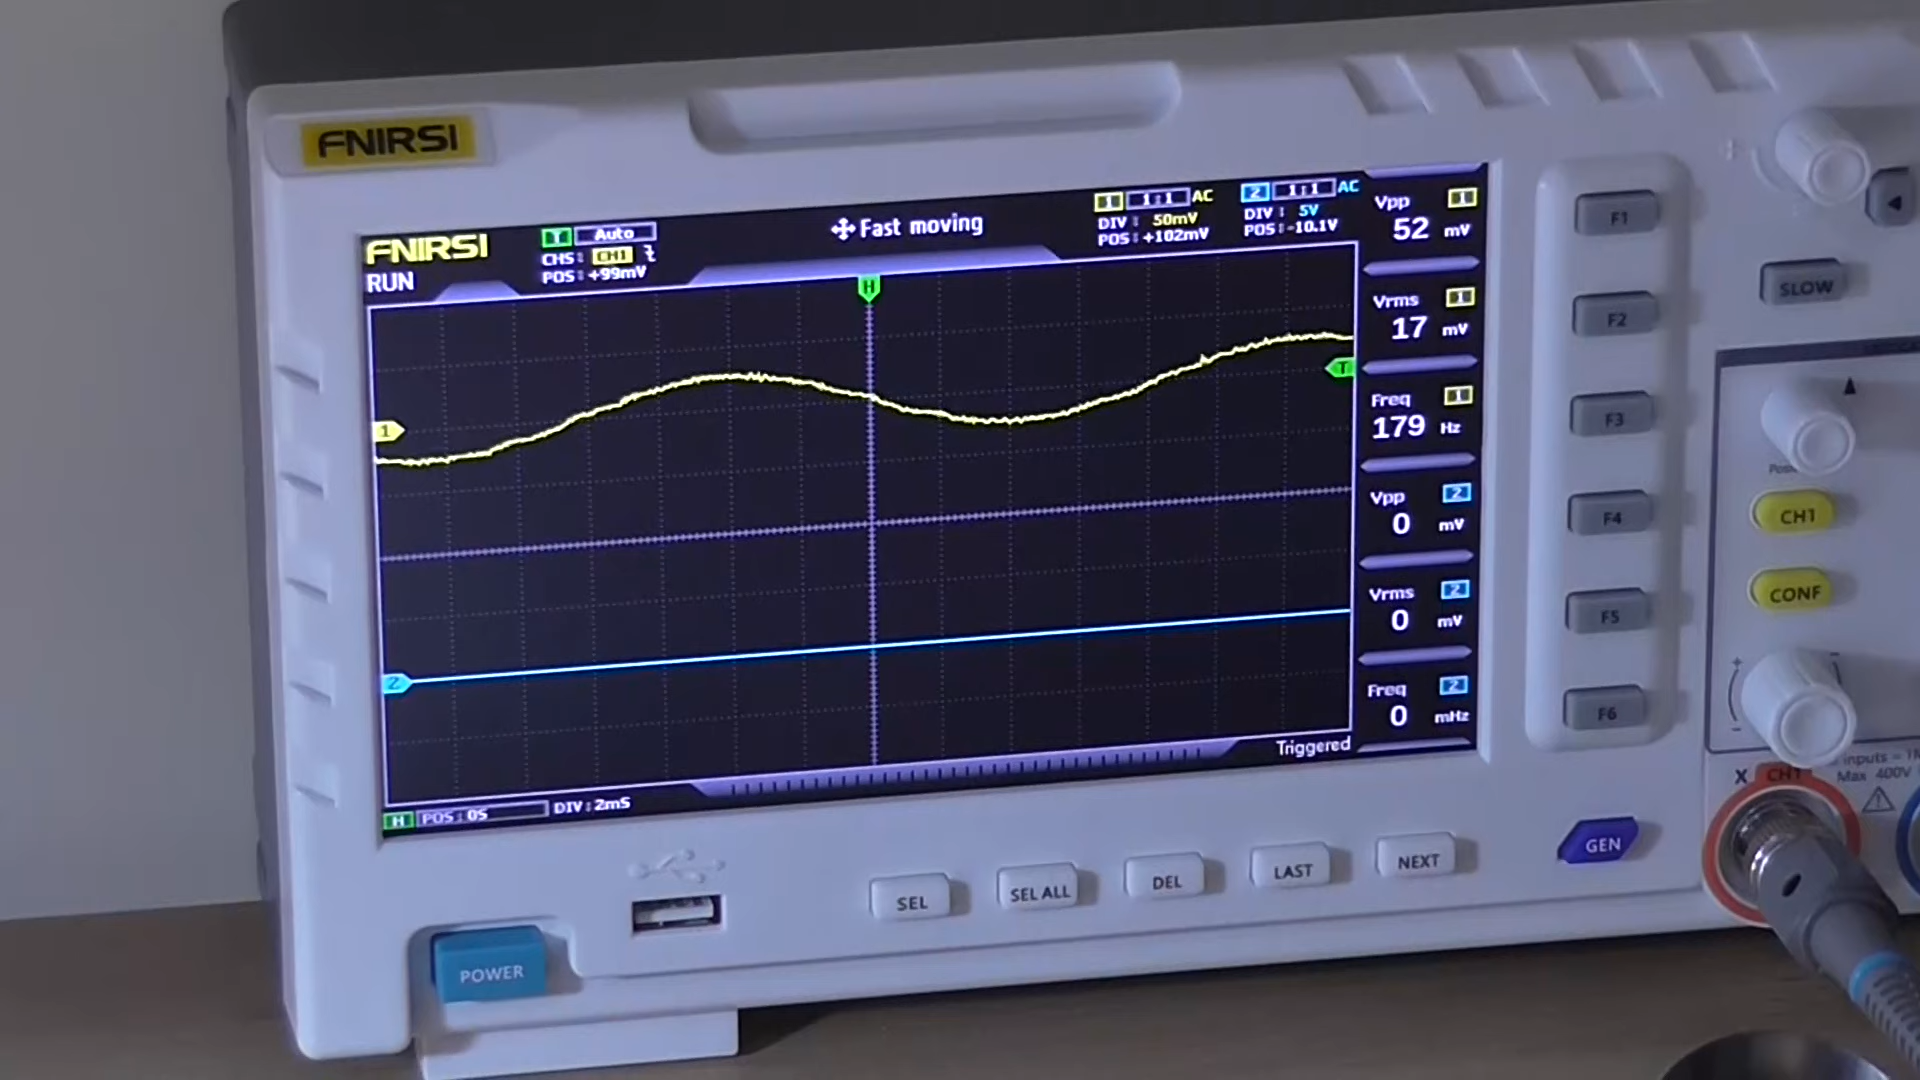 FNIRSI
FNIRSI
RUN
T Auto
CHS: CH1
POS: +99mV
Fast moving
1 1:1 AC
DIV: 50mV
POS: +102mV
2 1:1 AC
DIV: 5V
POS: -10.1V
Vpp 1
52 mV
Vrms 1
17 mV
Freq 1
179 Hz
Vpp 2
0 mV
Vrms 2
0 mV
Freq 2
0 mHz
H
T
1
2
Triggered
H POS: 0S DIV: 2mS
F1
F2
F3
F4
F5
F6
SLOW
CH1
CONF
X CH1
Max 400V
GEN
SEL
SEL ALL
DEL
LAST
NEXT
POWER